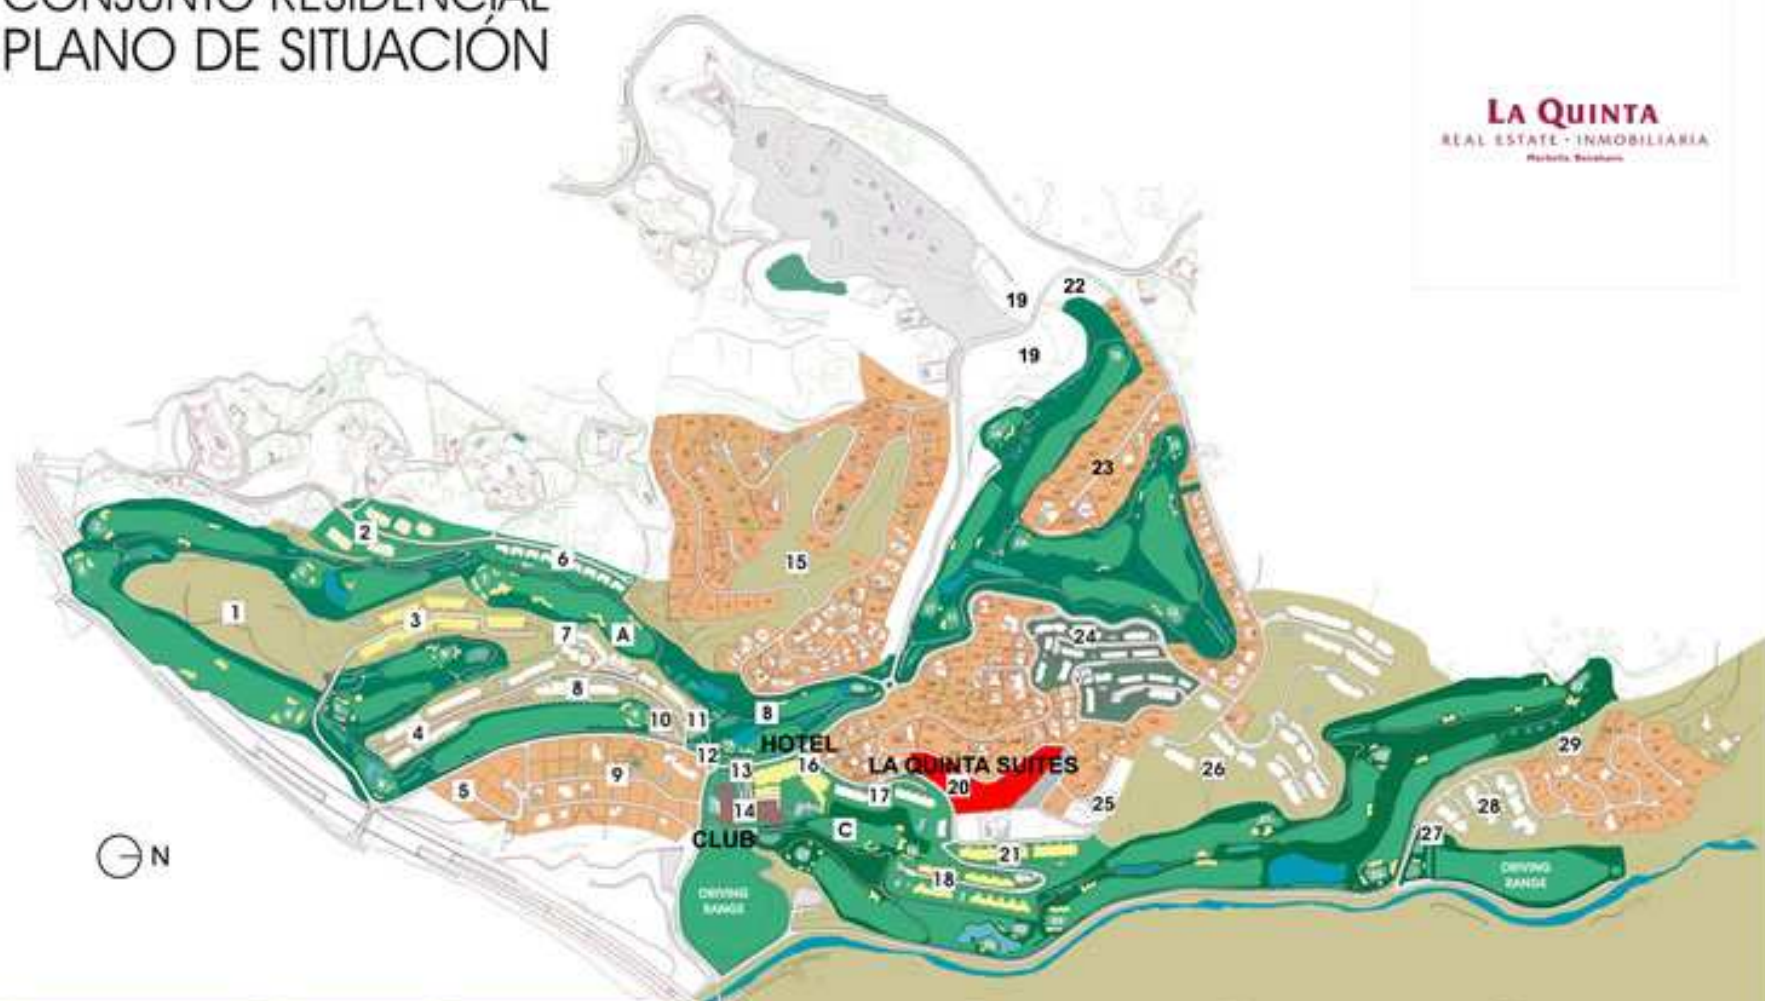 CONJUNTO RESIDENCIAL
PLANO DE SITUACIÓN
LA QUINTA
REAL ESTATE · INMOBILIARIA
22
19
19
23
2
6
15
1
3
7
A
24
8
4
10
11
B
12
HOTEL
13
16
LA QUINTA SUITES
26
29
9
5
17
20
25
14
28
CLUB
C
27
21
18
DRIVING
RANGE
DRIVING
RANGE
N